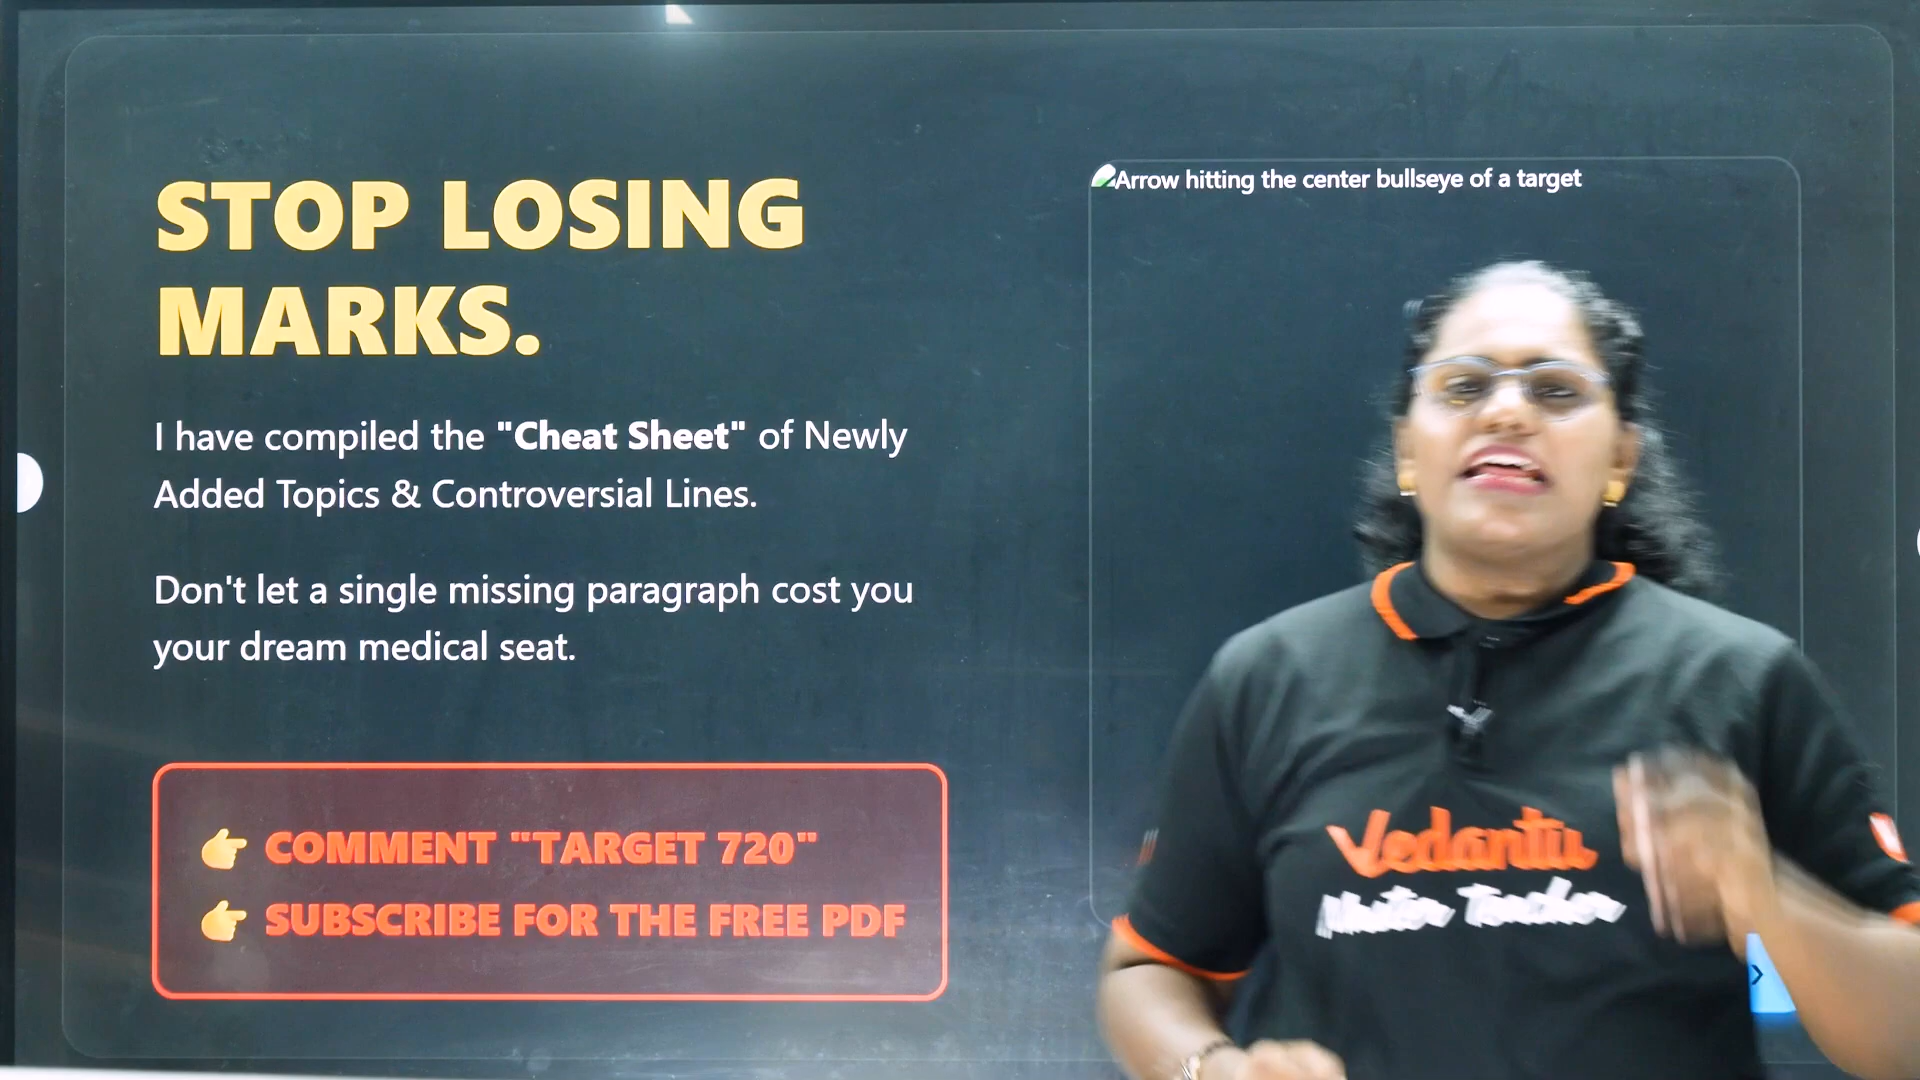 STOP LOSING
MARKS.
I have compiled the "Cheat Sheet" of Newly
Added Topics & Controversial Lines.
Don't let a single missing paragraph cost you
your dream medical seat.
👉 COMMENT "TARGET 720"
👉 SUBSCRIBE FOR THE FREE PDF
Arrow hitting the center bullseye of a target
Vedantu
Master Teacher